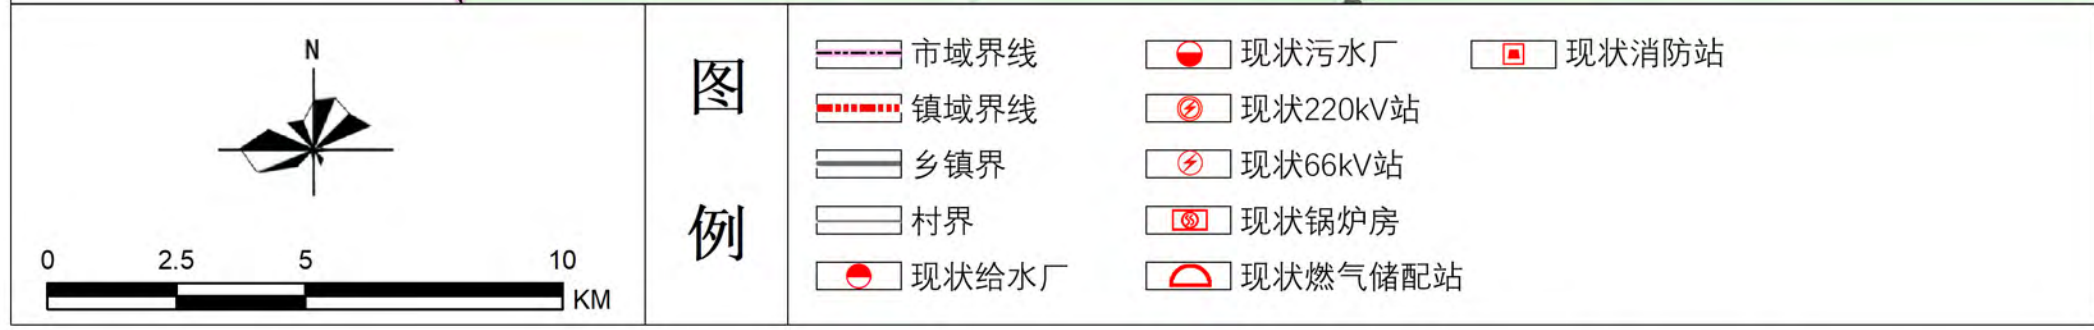 N
0 2.5 5 10
KM
图
例
市域界线
镇域界线
乡镇界
村界
现状给水厂
现状污水厂
现状220kV站
现状66kV站
现状锅炉房
现状燃气储配站
现状消防站